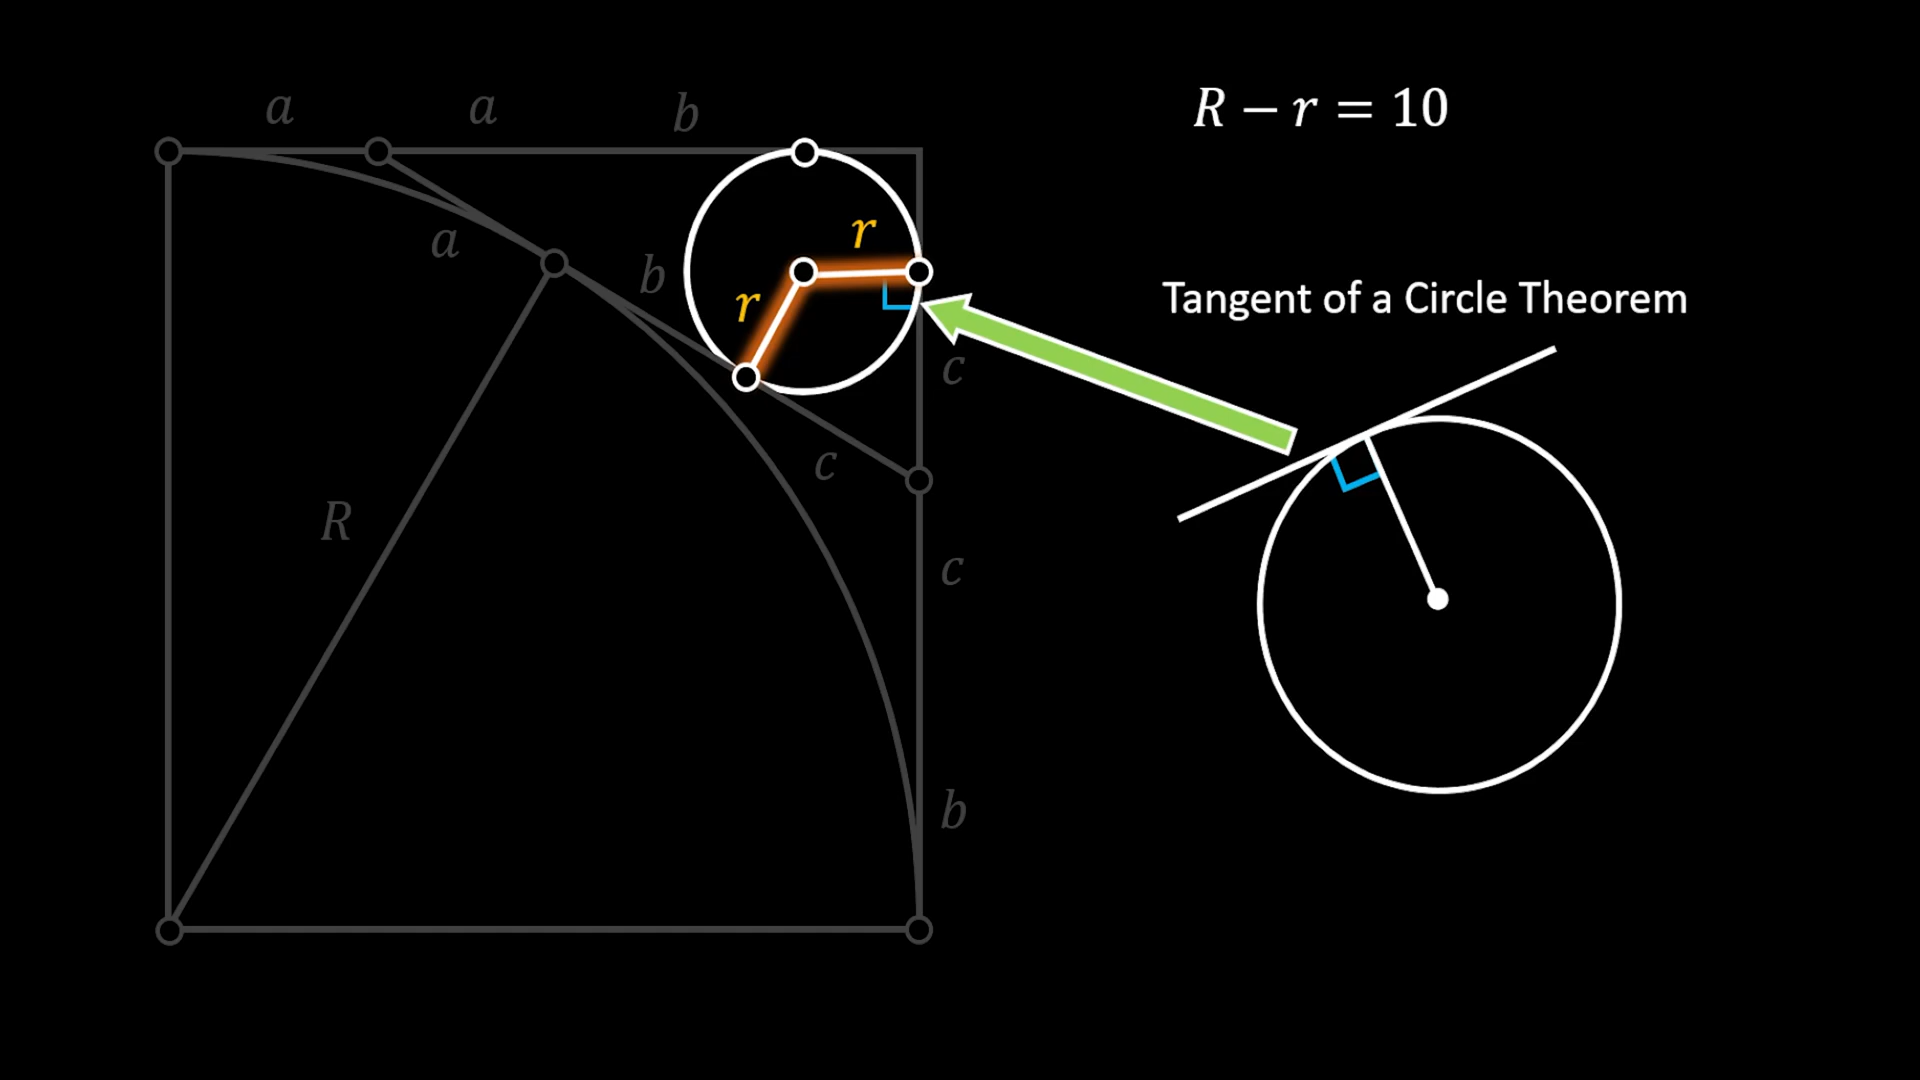 R − r = 10
a
a
b
a
b
r
r
Tangent of a Circle Theorem
c
c
R
c
b